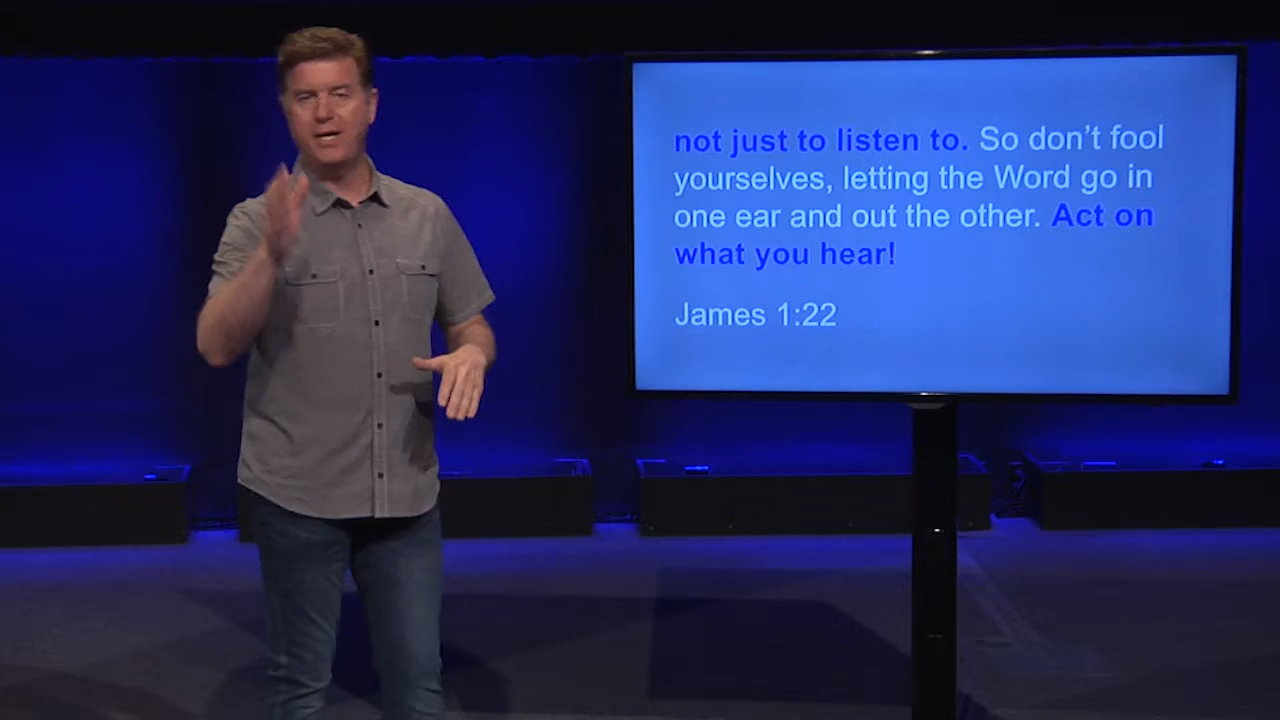 not just to listen to. So don’t fool
yourselves, letting the Word go in
one ear and out the other. Act on
what you hear!
James 1:22